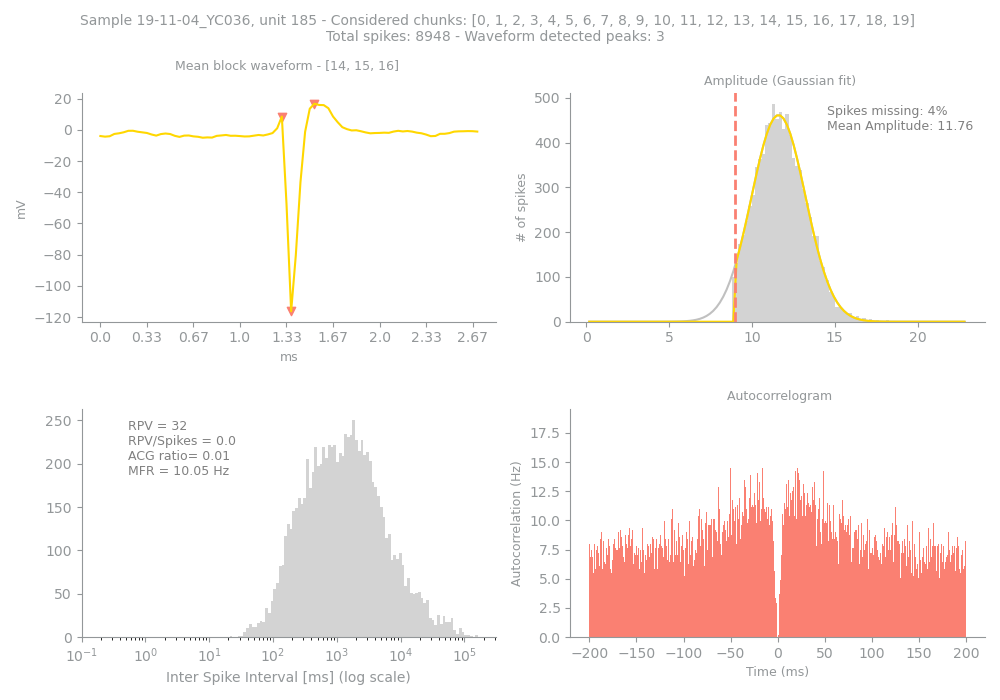 Sample 19-11-04_YC036, unit 185 - Considered chunks: [0, 1, 2, 3, 4, 5, 6, 7, 8, 9, 10, 11, 12, 13, 14, 15, 16, 17, 18, 19]
Total spikes: 8948 - Waveform detected peaks: 3
Mean block waveform - [14, 15, 16]
20
0
−20
−40
−60
−80
−100
−120
mV
0.0 0.33 0.67 1.0 1.33 1.67 2.0 2.33 2.67
ms
Amplitude (Gaussian fit)
Spikes missing: 4%
Mean Amplitude: 11.76
500
400
300
200
100
0
# of spikes
0 5 10 15 20
RPV = 32
RPV/Spikes = 0.0
ACG ratio= 0.01
MFR = 10.05 Hz
250
200
150
100
50
0
10⁻¹ 10⁰ 10¹ 10² 10³ 10⁴ 10⁵
Inter Spike Interval [ms] (log scale)
Autocorrelogram
17.5
15.0
12.5
10.0
7.5
5.0
2.5
0.0
Autocorrelation (Hz)
−200 −150 −100 −50 0 50 100 150 200
Time (ms)